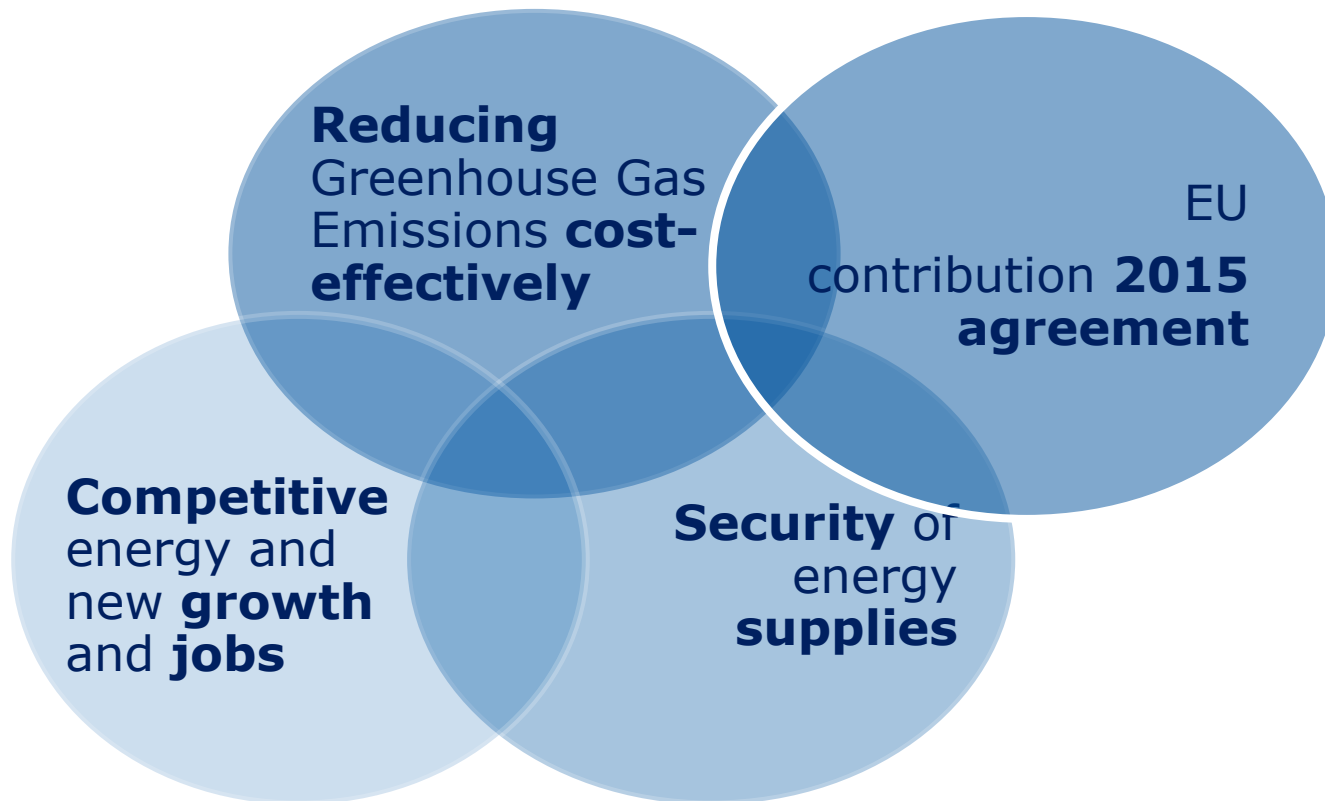 Reducing
Greenhouse Gas
Emissions cost-
effectively
EU
contribution 2015
agreement
Competitive
energy and
new growth
and jobs
Security of
energy
supplies